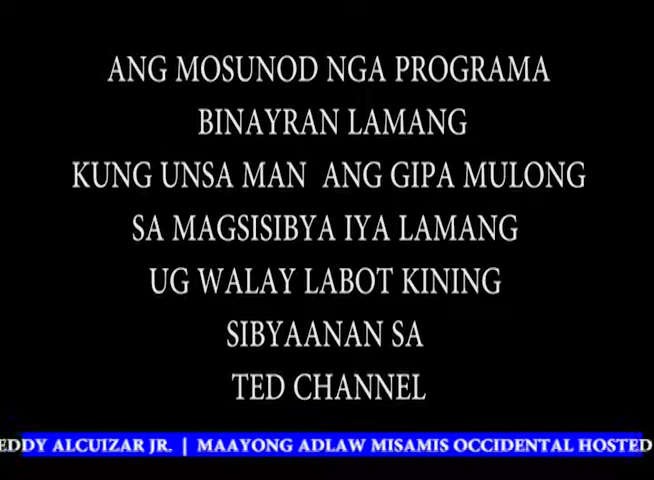 ANG MOSUNOD NGA PROGRAMA
BINAYRAN LAMANG
KUNG UNSA MAN ANG GIPA MULONG
SA MAGSISIBYA IYA LAMANG
UG WALAY LABOT KINING
SIBYAANAN SA
TED CHANNEL
EDDY ALCUIZAR JR. | MAAYONG ADLAW MISAMIS OCCIDENTAL HOSTED